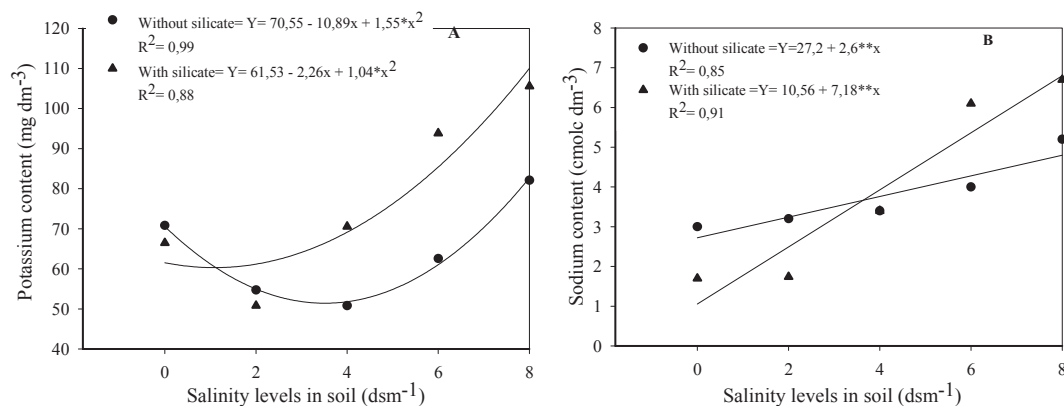 A
Without silicate= Y= 70,55 - 10,89x + 1,55*x²
R²= 0,99
With silicate= Y= 61,53 - 2,26x + 1,04*x²
R²= 0,88
Potassium content (mg dm⁻³)
120
110
100
90
80
70
60
50
40
0 2 4 6 8
Salinity levels in soil (dsm⁻¹)
B
Without silicate =Y=27,2 + 2,6**x
R²= 0,85
With silicate =Y= 10,56 + 7,18**x
R²= 0,91
Sodium content (cmolc dm⁻³)
8
7
6
5
4
3
2
1
0
0 2 4 6 8
Salinity levels in soil (dsm⁻¹)